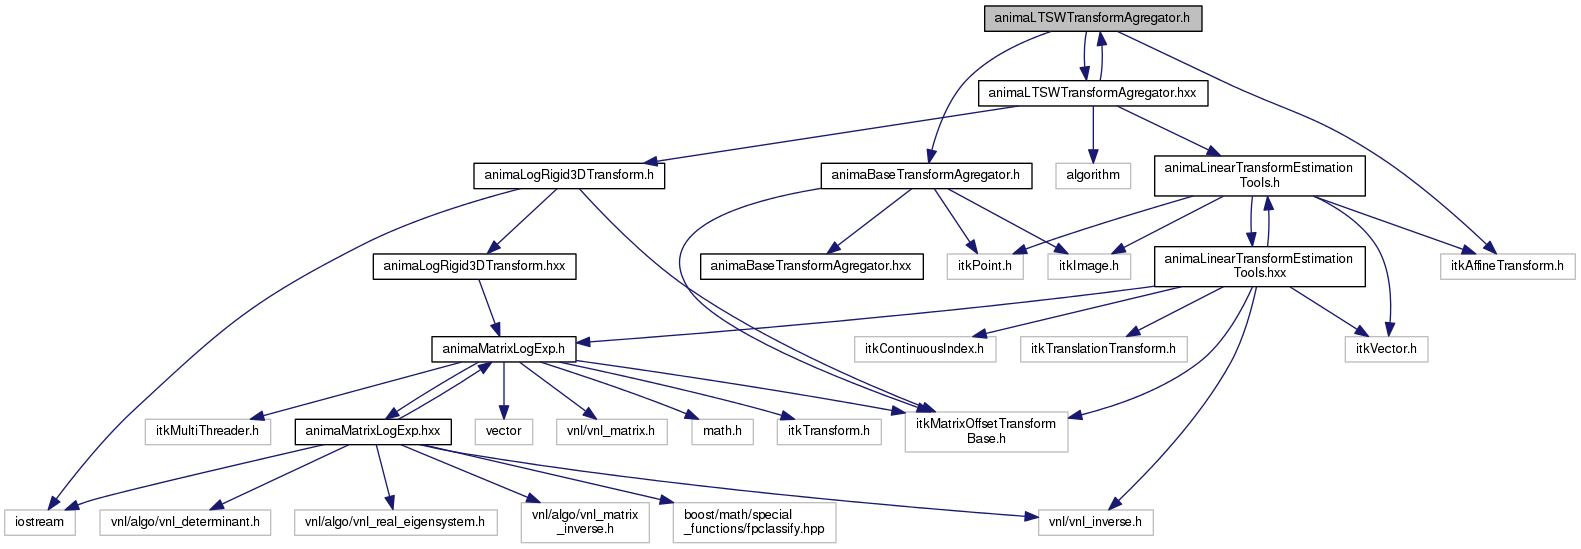 animaLTSWTransformAgregator.h
animaLTSWTransformAgregator.hxx
animaLogRigid3DTransform.h
animaBaseTransformAgregator.h
algorithm
animaLinearTransformEstimation
Tools.h
animaLogRigid3DTransform.hxx
animaBaseTransformAgregator.hxx
itkPoint.h
itkImage.h
animaLinearTransformEstimation
Tools.hxx
itkAffineTransform.h
animaMatrixLogExp.h
itkContinuousIndex.h
itkTranslationTransform.h
itkVector.h
itkMultiThreader.h
animaMatrixLogExp.hxx
vector
vnl/vnl_matrix.h
math.h
itkTransform.h
itkMatrixOffsetTransform
Base.h
iostream
vnl/algo/vnl_determinant.h
vnl/algo/vnl_real_eigensystem.h
vnl/algo/vnl_matrix
_inverse.h
boost/math/special
_functions/fpclassify.hpp
vnl/vnl_inverse.h